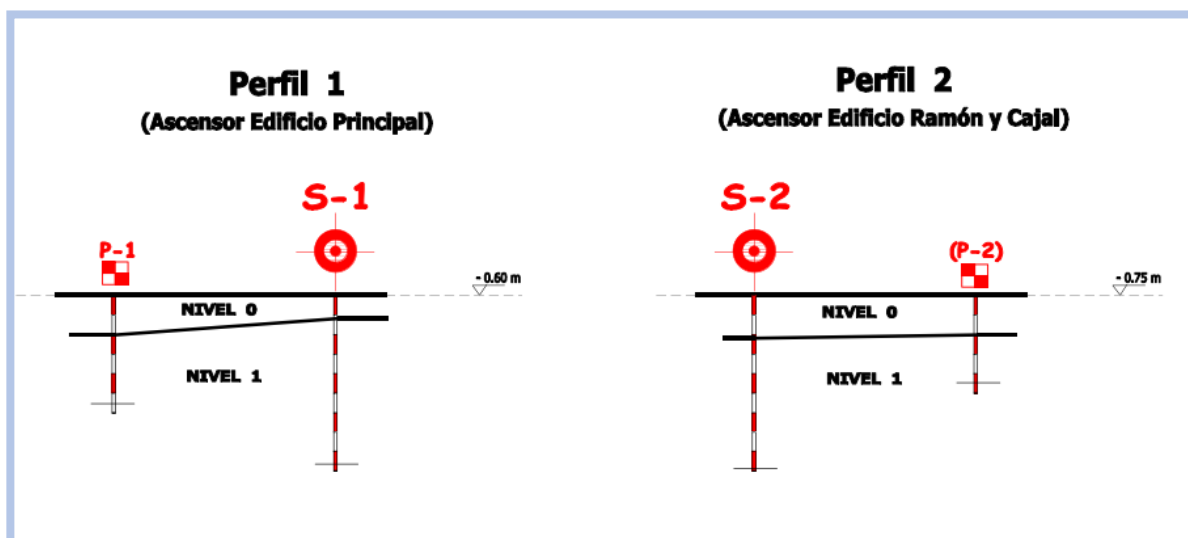 Perfil 1
(Ascensor Edificio Principal)
S-1
P-1
- 0.60 m
NIVEL 0
NIVEL 1
Perfil 2
(Ascensor Edificio Ramón y Cajal)
S-2
(P-2)
- 0.75 m
NIVEL 0
NIVEL 1